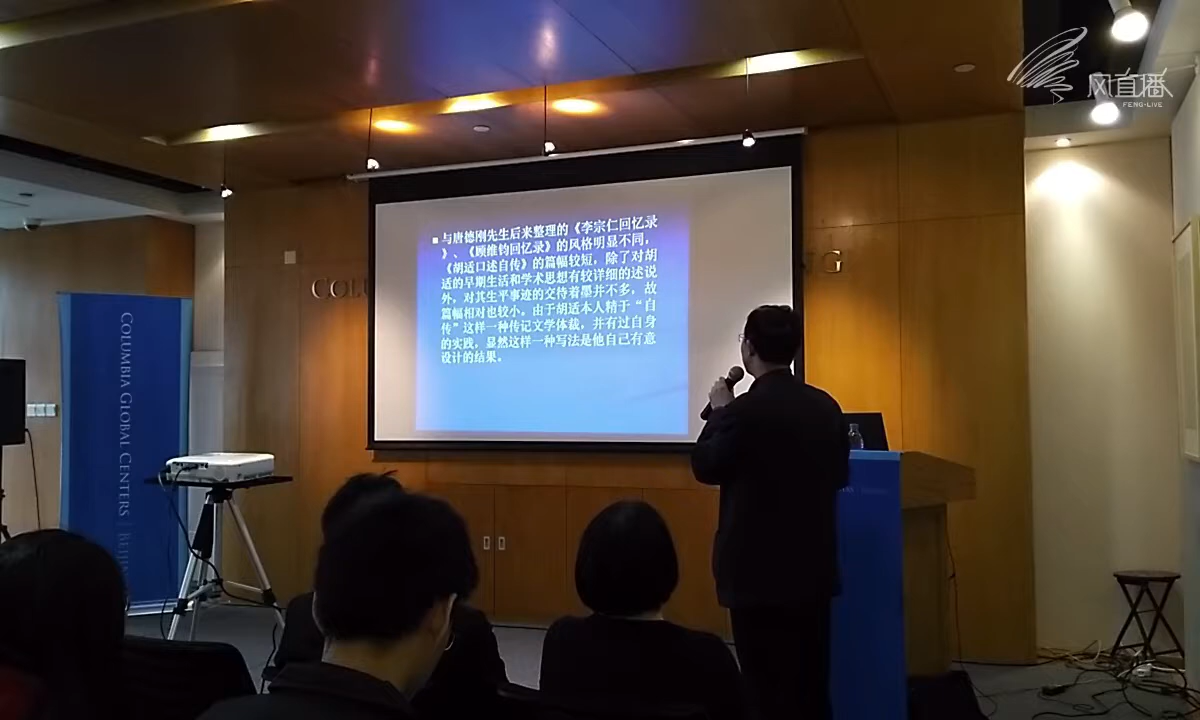 风直播
FENG-LIVE
■与唐德刚先生后来整理的《李宗仁回忆录
》、《顾维钧回忆录》的风格明显不同，
《胡适口述自传》的篇幅较短，除了对胡
适的早期生活和学术思想有较详细的述说
外，对其生平事迹的交待着墨并不多，故
篇幅相对也较小。由于胡适本人精于“自
传”这样一种传记文学体裁，并有过自身
的实践，显然这样一种写法是他自己有意
设计的结果。
COLU
NG
COLUMBIA GLOBAL CENTERS | BEIJIN